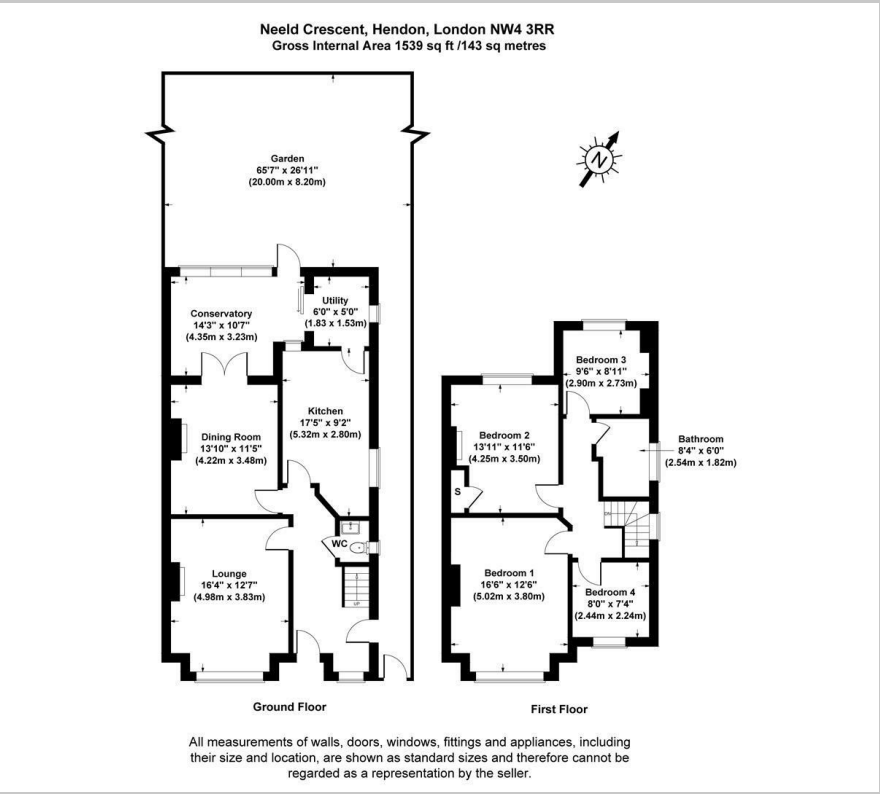 Neeld Crescent, Hendon, London NW4 3RR
Gross Internal Area 1539 sq ft /143 sq metres
Garden
65'7" x 26'11"
(20.00m x 8.20m)
N
Conservatory
14'3" x 10'7"
(4.35m x 3.23m)
Utility
6'0" x 5'0"
(1.83 x 1.53m)
Kitchen
17'5" x 9'2"
(5.32m x 2.80m)
Dining Room
13'10" x 11'5"
(4.22m x 3.48m)
WC
Lounge
16'4" x 12'7"
(4.98m x 3.83m)
UP
Ground Floor
Bedroom 3
9'6" x 8'11"
(2.90m x 2.73m)
Bedroom 2
13'11" x 11'6"
(4.25m x 3.50m)
Bathroom
8'4" x 6'0"
(2.54m x 1.82m)
S
DN
Bedroom 1
16'6" x 12'6"
(5.02m x 3.80m)
Bedroom 4
8'0" x 7'4"
(2.44m x 2.24m)
First Floor
All measurements of walls, doors, windows, fittings and appliances, including
their size and location, are shown as standard sizes and therefore cannot be
regarded as a representation by the seller.